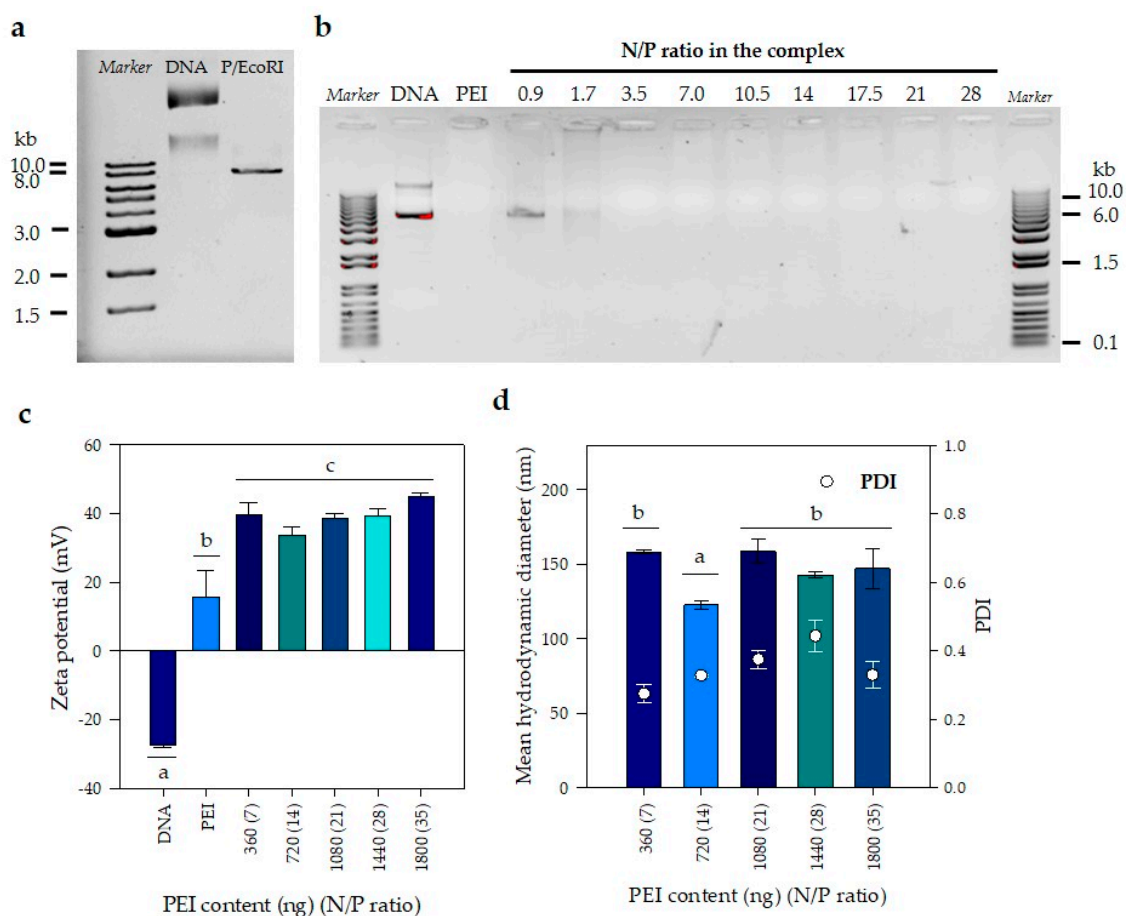 a
Marker DNA P/EcoRI
kb
10.0
8.0
3.0
2.0
1.5
b
N/P ratio in the complex
Marker DNA PEI 0.9 1.7 3.5 7.0 10.5 14 17.5 21 28 Marker
kb
10.0
6.0
1.5
0.1
c
60
40
20
0
-20
-40
Zeta potential (mV)
a
b
c
DNA
PEI
360 (7)
720 (14)
1080 (21)
1440 (28)
1800 (35)
PEI content (ng) (N/P ratio)
d
200
150
100
50
0
Mean hydrodynamic diameter (nm)
PDI
b
a
b
1.0
0.8
0.6
0.4
0.2
0.0
PDI
360 (7)
720 (14)
1080 (21)
1440 (28)
1800 (35)
PEI content (ng) (N/P ratio)